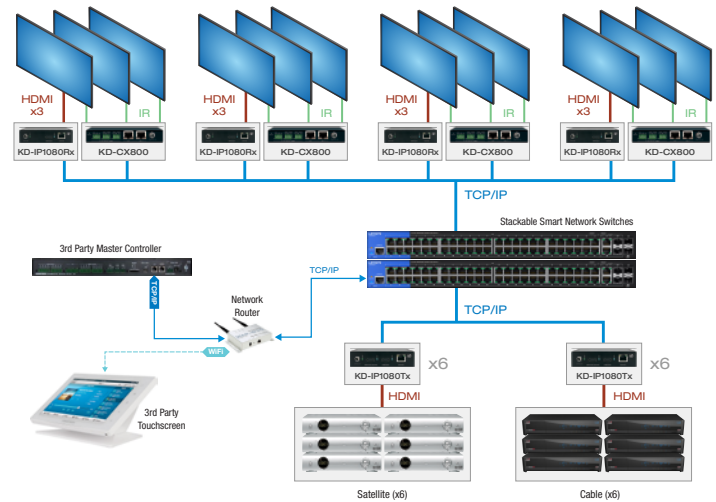 HDMI
x3
IR
HDMI
x3
IR
HDMI
x3
IR
HDMI
x3
IR
KD-IP1080Rx
KD-CX800
KD-IP1080Rx
KD-CX800
KD-IP1080Rx
KD-CX800
KD-IP1080Rx
KD-CX800
TCP/IP
Stackable Smart Network Switches
3rd Party Master Controller
TCP/IP
TCP/IP
Network
Router
TCP/IP
WiFi
KD-IP1080Tx
x6
KD-IP1080Tx
x6
HDMI
HDMI
3rd Party
Touchscreen
Satellite (x6)
Cable (x6)